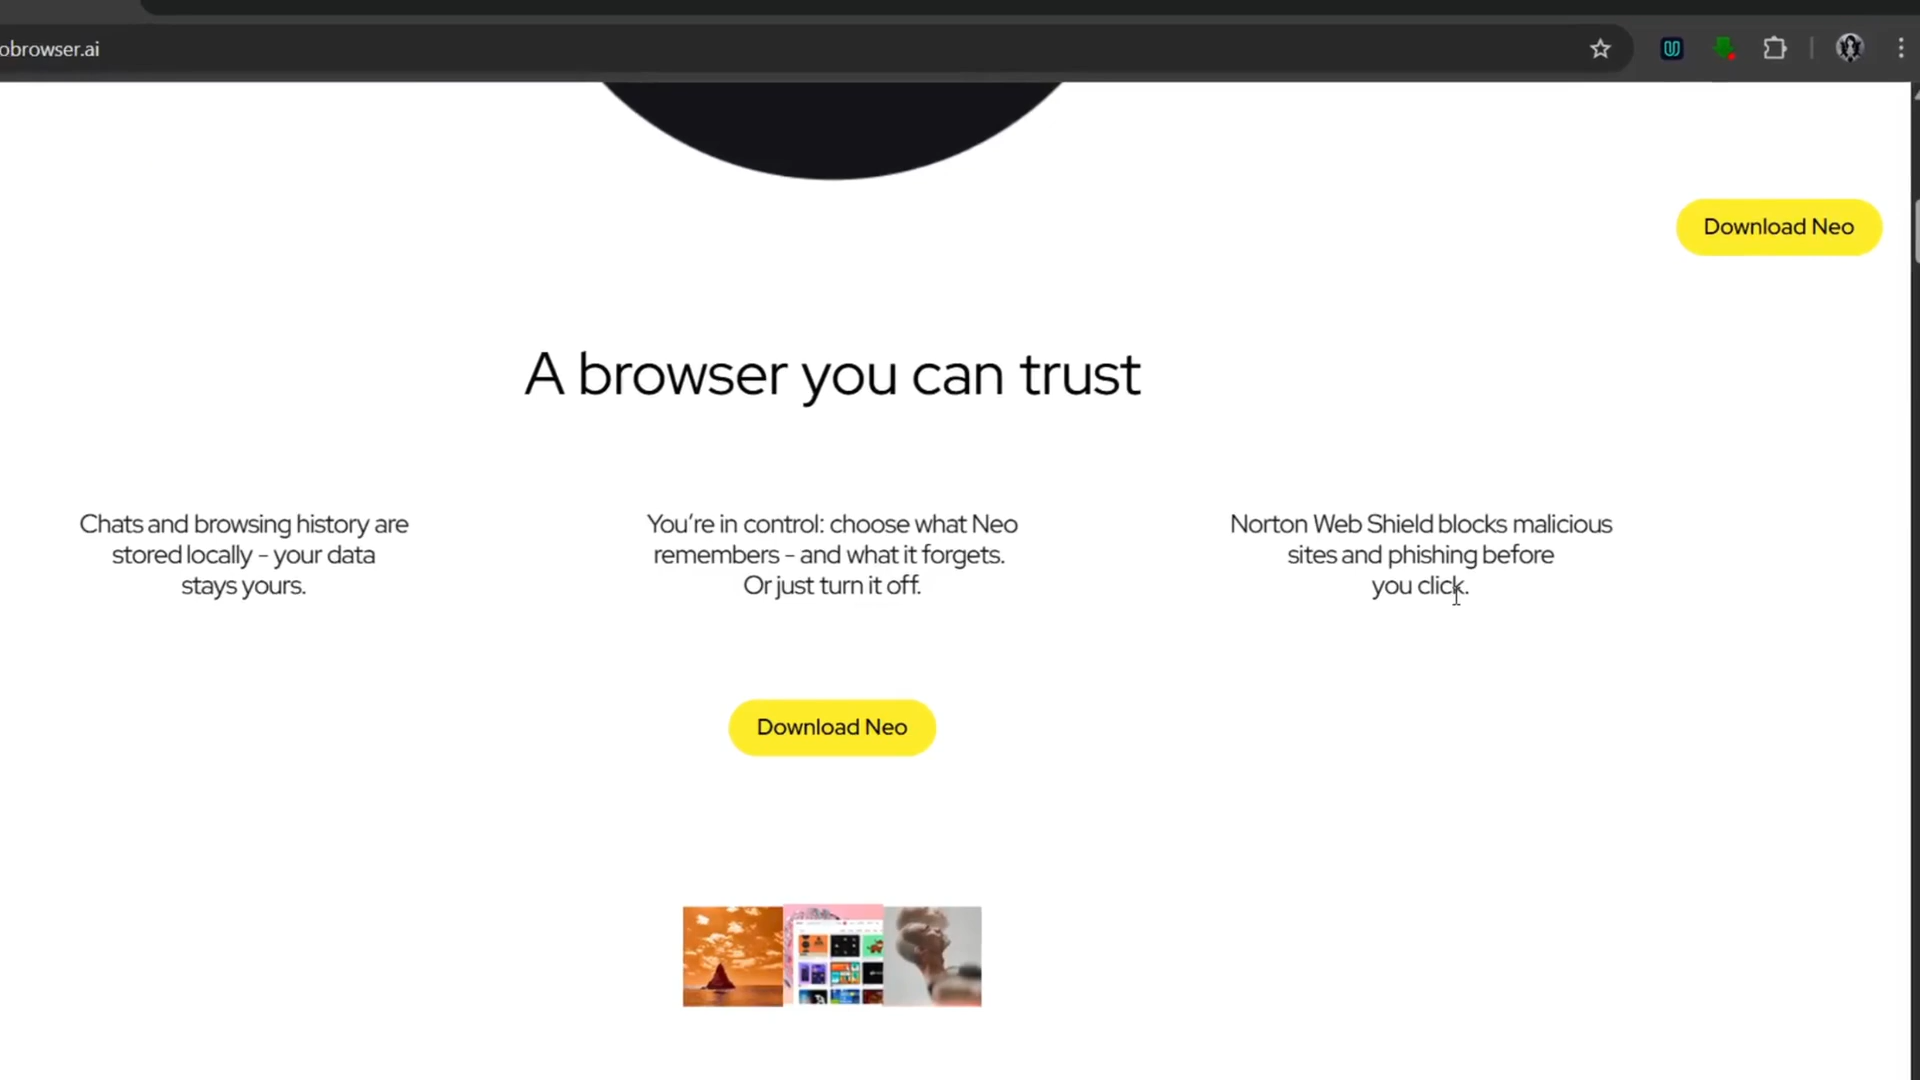 obrowser.ai
Download Neo
A browser you can trust
Chats and browsing history are
stored locally - your data
stays yours.
You're in control: choose what Neo
remembers - and what it forgets.
Or just turn it off.
Norton Web Shield blocks malicious
sites and phishing before
you click.
Download Neo